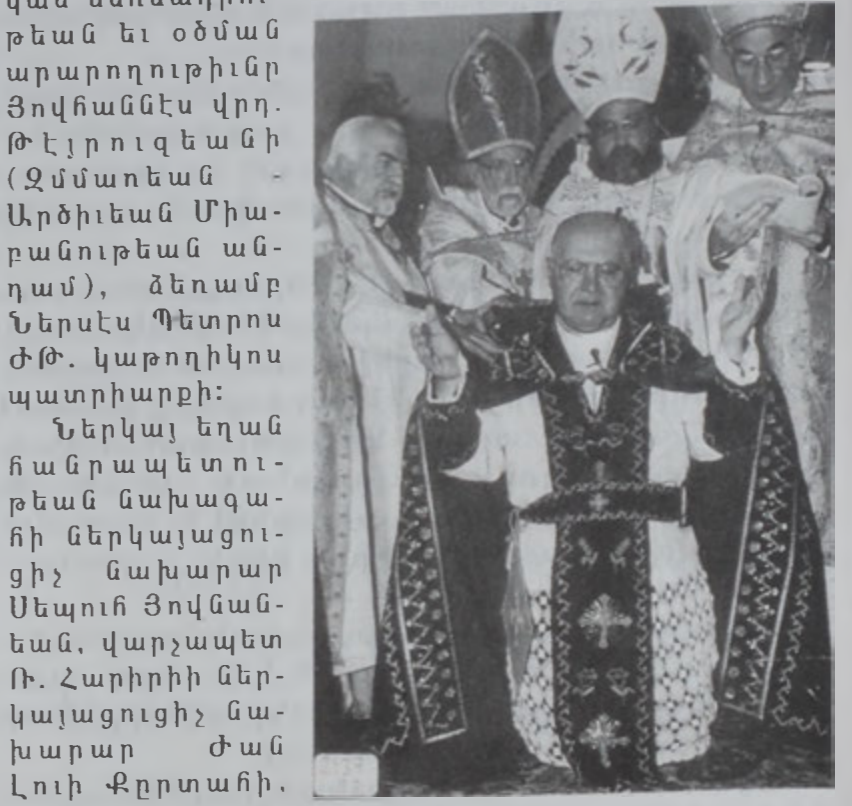 թեան եւ օծման
արարողութիւնը
Յովհաննէս վրդ.
Թէյրուզեանի
(Զմմառեան -
Արծիւեան Միա-
բանութեան ան-
դամ), ձեռամբ
Ներսէս Պետրոս
ԺԹ. կաթողիկոս
պատրիարքի:
Ներկայ եղան
հանրապետու-
թեան նախագա-
հի ներկայացու-
ցիչ նախարար
Սեպուհ Յովնան-
եան, վարչապետ
Ռ. Հարիրիի ներ-
կայացուցիչ նա-
խարար Ժան
Լուի Քըրտահի,